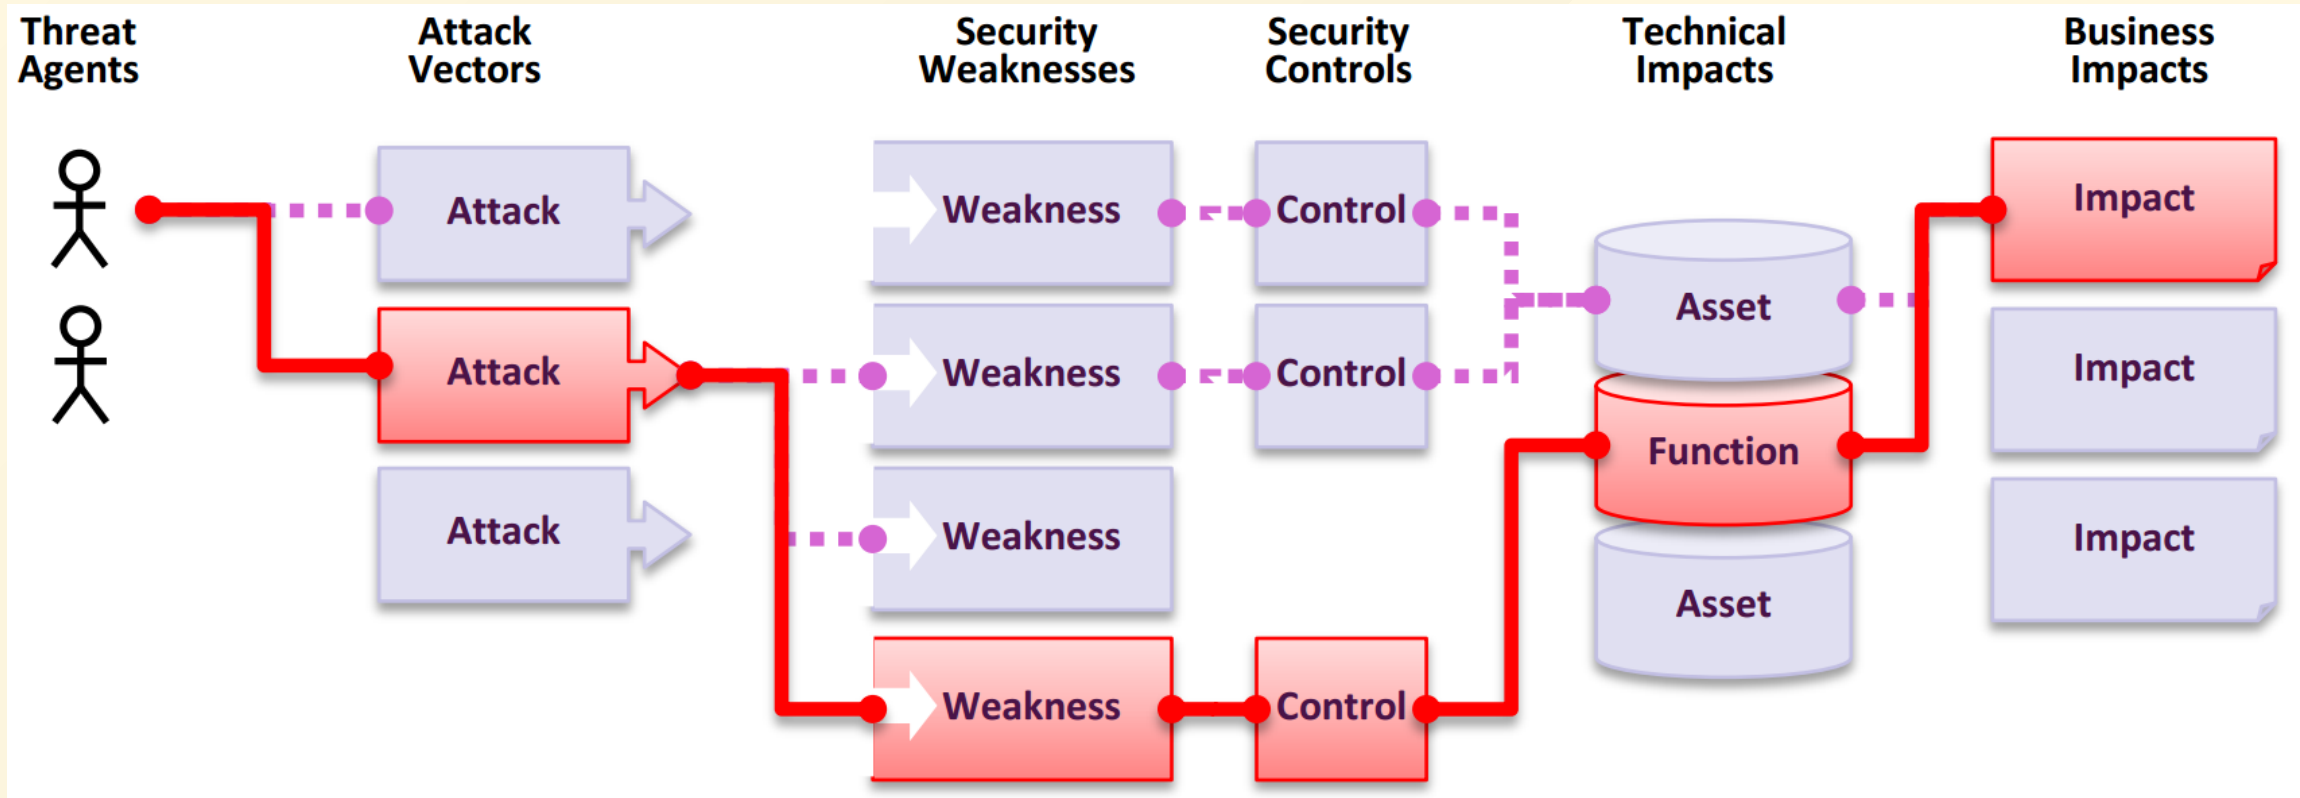 Threat
Agents
Attack
Vectors
Security
Weaknesses
Security
Controls
Technical
Impacts
Business
Impacts
Attack
Weakness
Control
Asset
Impact
Attack
Weakness
Control
Function
Impact
Attack
Weakness
Asset
Impact
Weakness
Control